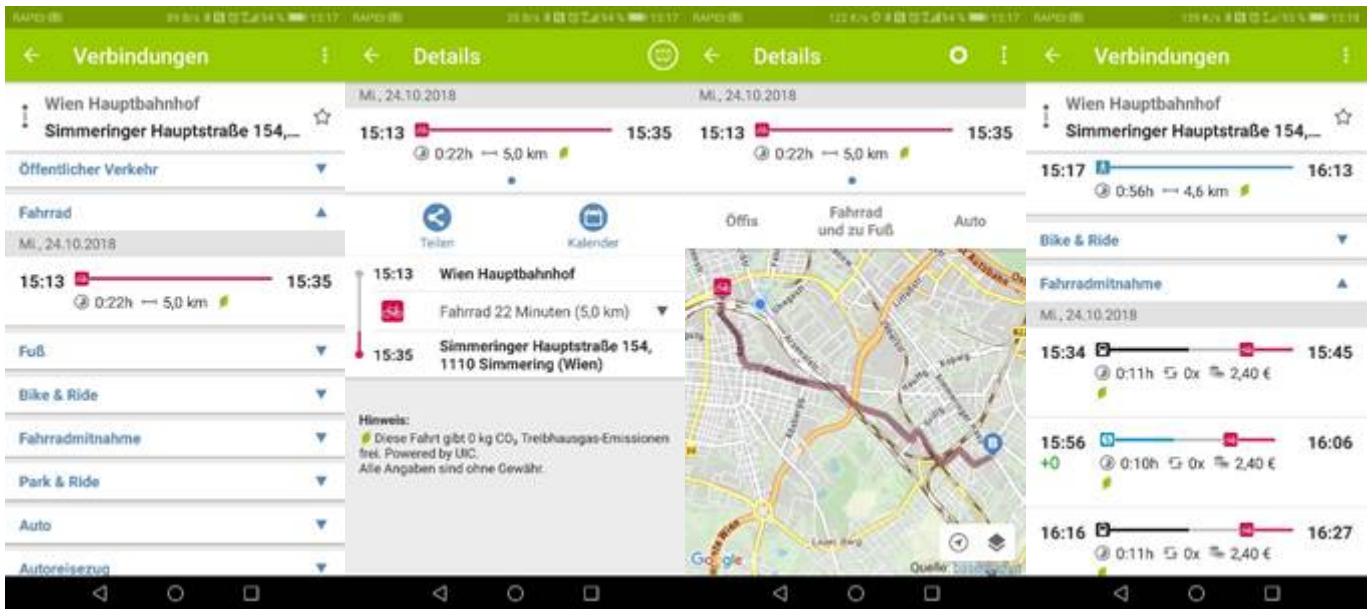 Verbindungen
Wien Hauptbahnhof
Simmeringer Hauptstraße 154,...
Öffentlicher Verkehr
Fahrrad
Mi., 24.10.2018
15:13 15:35
0:22h 5,0 km
Fuß
Bike & Ride
Fahrradmitnahme
Park & Ride
Auto
Autoreisezug
Details
Mi., 24.10.2018
15:13 15:35
0:22h 5,0 km
Teilen Kalender
15:13 Wien Hauptbahnhof
Fahrrad 22 Minuten (5,0 km)
15:35 Simmeringer Hauptstraße 154,
1110 Simmering (Wien)
Hinweis:
Diese Fahrt gibt 0 kg CO₂ Treibhausgas-Emissionen
frei. Powered by UIC.
Alle Angaben sind ohne Gewähr.
Details
Mi., 24.10.2018
15:13 15:35
0:22h 5,0 km
Öffis Fahrrad und zu Fuß Auto
Laaer Berg
Google
Quelle:
Verbindungen
Wien Hauptbahnhof
Simmeringer Hauptstraße 154,...
15:17 16:13
0:56h 4,6 km
Bike & Ride
Fahrradmitnahme
Mi., 24.10.2018
15:34 15:45
0:11h 0x 2,40 €
15:56 16:06
+0 0:10h 0x 2,40 €
16:16 16:27
0:11h 0x 2,40 €